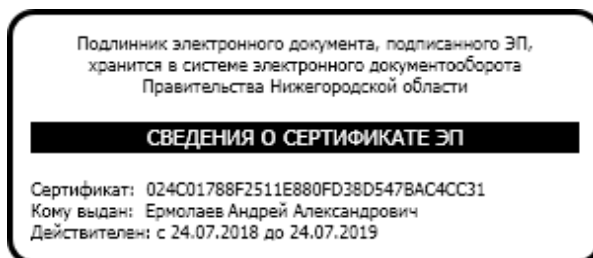 Подлинник электронного документа, подписанного ЭП,
хранится в системе электронного документооборота
Правительства Нижегородской области
СВЕДЕНИЯ О СЕРТИФИКАТЕ ЭП
Сертификат: 024C01788F2511E880FD38D547BAC4CC31
Кому выдан: Ермолаев Андрей Александрович
Действителен: с 24.07.2018 до 24.07.2019